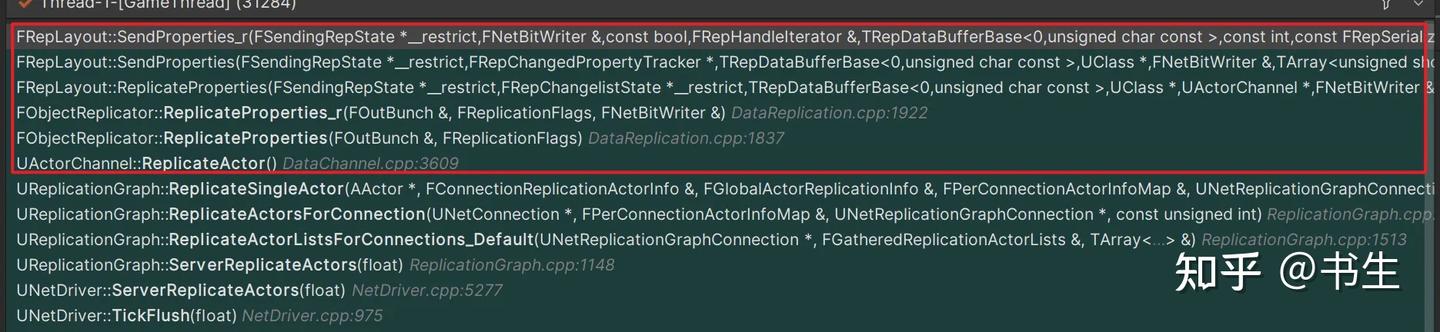 Thread-1-[GameThread] (31284)
FRepLayout::SendProperties_r(FSendingRepState *__restrict,FNetBitWriter &,const bool,FRepHandleIterator &,TRepDataBufferBase<0,unsigned char const >,const int,const FRepSerializ
FRepLayout::SendProperties(FSendingRepState *__restrict,FRepChangedPropertyTracker *,TRepDataBufferBase<0,unsigned char const >,UClass *,FNetBitWriter &,TArray<unsigned sho
FRepLayout::ReplicateProperties(FSendingRepState *__restrict,FRepChangelistState *__restrict,TRepDataBufferBase<0,unsigned char const >,UClass *,UActorChannel *,FNetBitWriter &
FObjectReplicator::ReplicateProperties_r(FOutBunch &, FReplicationFlags, FNetBitWriter &) DataReplication.cpp:1922
FObjectReplicator::ReplicateProperties(FOutBunch &, FReplicationFlags) DataReplication.cpp:1837
UActorChannel::ReplicateActor() DataChannel.cpp:3609
UReplicationGraph::ReplicateSingleActor(AActor *, FConnectionReplicationActorInfo &, FGlobalActorReplicationInfo &, FPerConnectionActorInfoMap &, UNetReplicationGraphConnecti
UReplicationGraph::ReplicateActorsForConnection(UNetConnection *, FPerConnectionActorInfoMap &, UNetReplicationGraphConnection *, const unsigned int) ReplicationGraph.cpp:
UReplicationGraph::ReplicateActorListsForConnections_Default(UNetReplicationGraphConnection *, FGatheredReplicationActorLists &, TArray<...> &) ReplicationGraph.cpp:1513
UReplicationGraph::ServerReplicateActors(float) ReplicationGraph.cpp:1148
UNetDriver::ServerReplicateActors(float) NetDriver.cpp:5277
UNetDriver::TickFlush(float) NetDriver.cpp:975
知乎 @书生